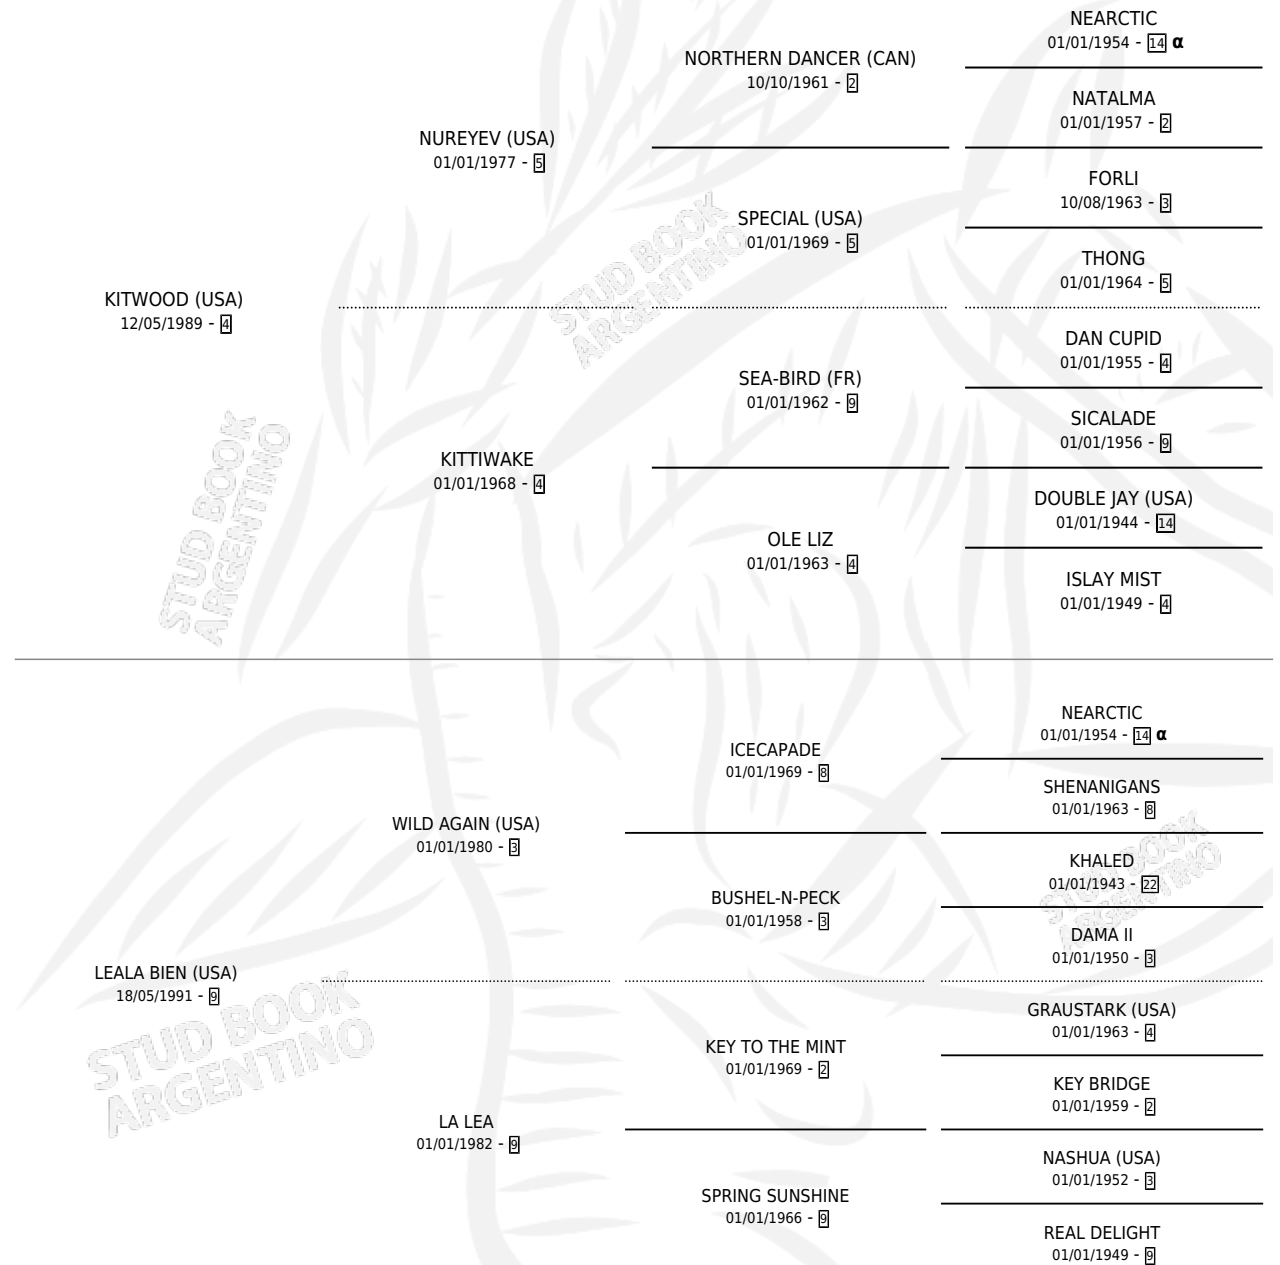 NEARCTIC
01/01/1954 - 14 α
NORTHERN DANCER (CAN)
10/10/1961 - 2
NATALMA
01/01/1957 - 2
NUREYEV (USA)
01/01/1977 - 5
FORLI
10/08/1963 - 3
SPECIAL (USA)
01/01/1969 - 5
THONG
01/01/1964 - 5
KITWOOD (USA)
12/05/1989 - 4
DAN CUPID
01/01/1955 - 4
SEA-BIRD (FR)
01/01/1962 - 9
SICALADE
01/01/1956 - 9
KITTIWAKE
01/01/1968 - 4
DOUBLE JAY (USA)
01/01/1944 - 14
OLE LIZ
01/01/1963 - 4
ISLAY MIST
01/01/1949 - 4
NEARCTIC
01/01/1954 - 14 α
ICECAPADE
01/01/1969 - 8
SHENANIGANS
01/01/1963 - 8
WILD AGAIN (USA)
01/01/1980 - 3
KHALED
01/01/1943 - 22
BUSHEL-N-PECK
01/01/1958 - 3
DAMA II
01/01/1950 - 3
LEALA BIEN (USA)
18/05/1991 - 9
GRAUSTARK (USA)
01/01/1963 - 4
KEY TO THE MINT
01/01/1969 - 2
KEY BRIDGE
01/01/1959 - 2
LA LEA
01/01/1982 - 9
NASHUA (USA)
01/01/1952 - 3
SPRING SUNSHINE
01/01/1966 - 9
REAL DELIGHT
01/01/1949 - 9
STUD BOOK
ARGENTINO
STUD BOOK
ARGENTINO
STUD BOOK
ARGENTINO
STUD BOOK
ARGENTINO